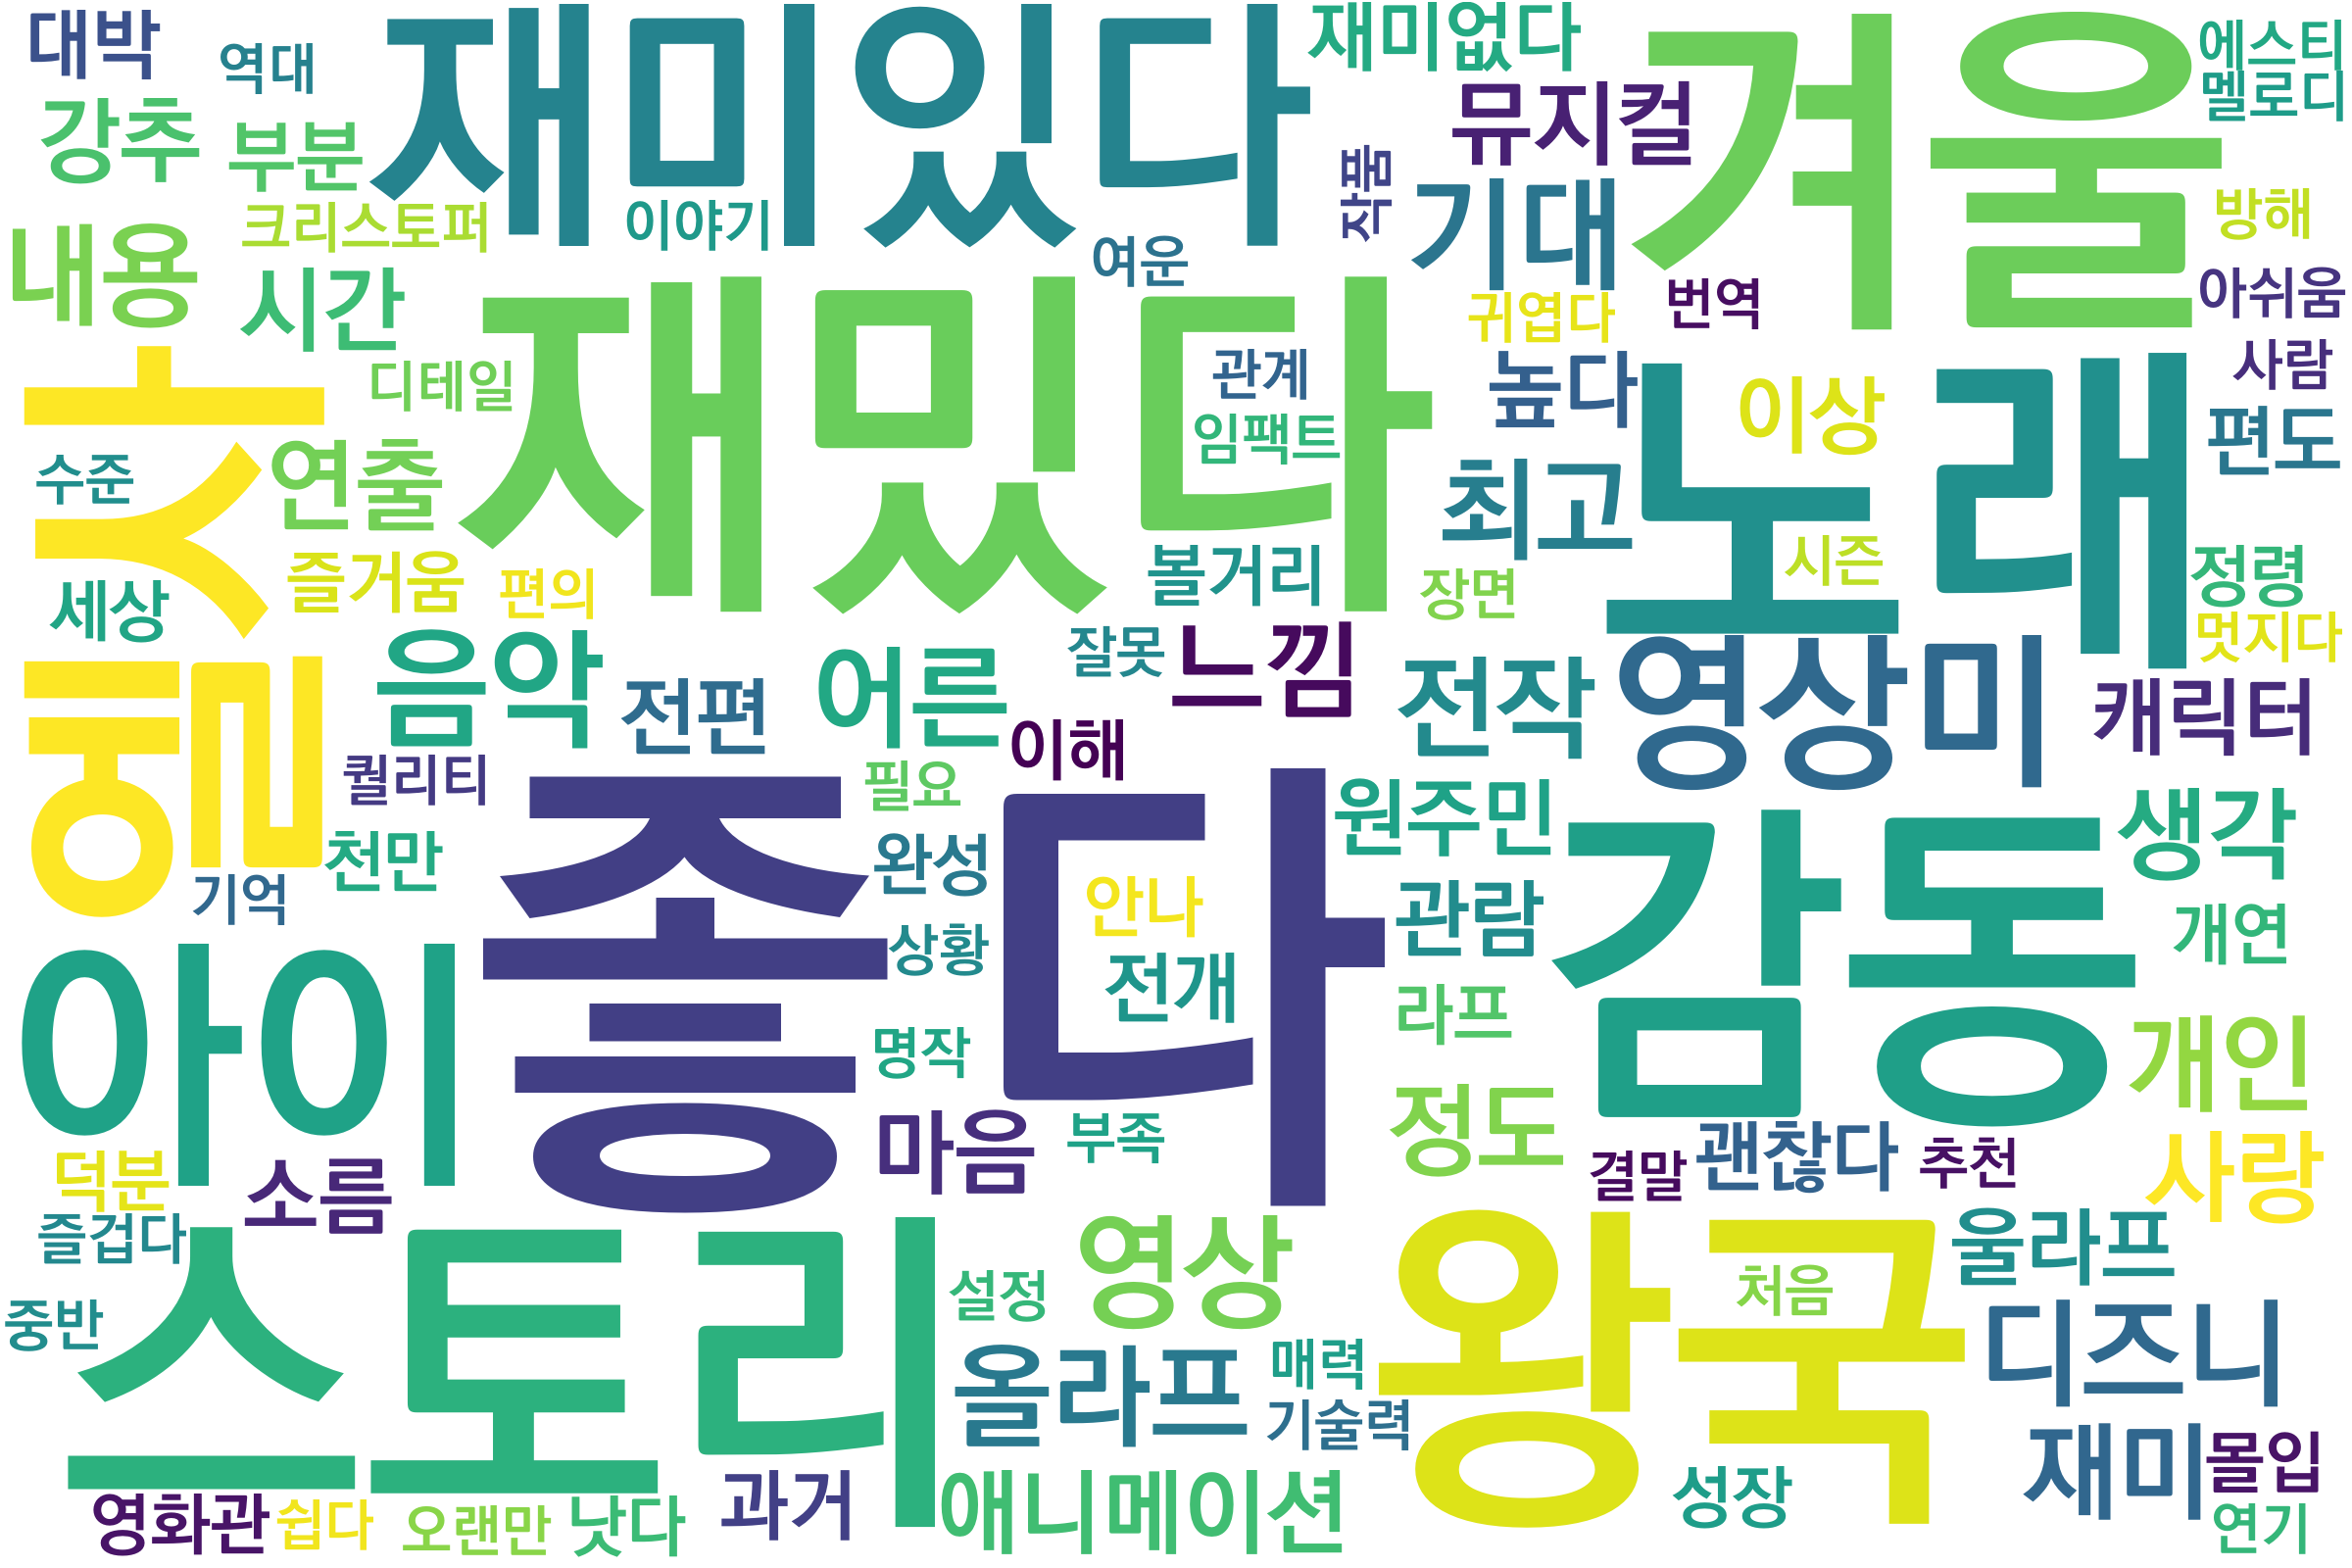 대박
역대
재미있다
재미없다
겨울
엘스티
멜로디
강추
부분
뮤지컬
초반
기대
크리스토프
이야기
여운
방해
내용
시간
귀엽다
번역
아쉬움
재밌다
디테일
관계
높다
이상
노래
사람
편도
임팩트
수준
연출
최고
시즌
즐거움
편의
볼거리
장면
정령
멋지다
세상
엘사
음악
전편
어른
잘못
느낌
전작
영상미
캐릭터
이해
퀄리티
필요
좋다
원주민
감동
생각
천만
완성
안나
관람
개연
기억
상황
전개
아이
라프
명작
개인
마음
부족
정도
결말
괜찮다
추천
사랑
덕분
소름
즐겁다
스토리
영상
왕국
울라프
처음
중반
설정
디즈니
올라프
매력
기술력
재미
몰입
과거
애니메이션
성장
영화관
싶다
오랜만
낫다
연기